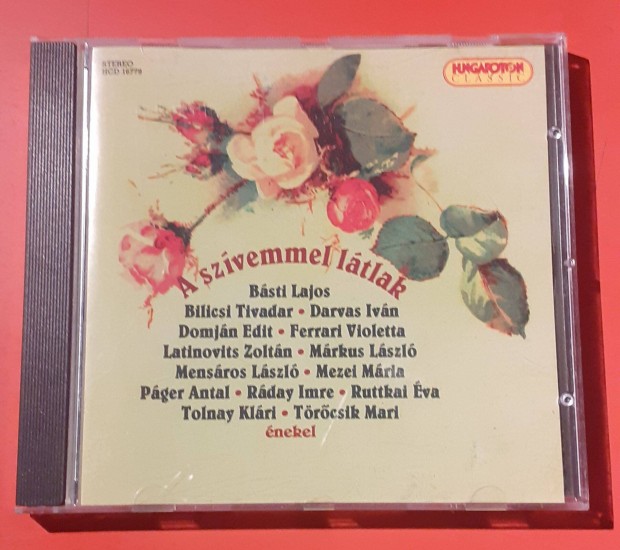 STEREO
HCD 16779
HUNGAROTON
CLASSIC
A szívemmel látlak
Básti Lajos
Bilicsi Tivadar • Darvas Iván
Domján Edit • Ferrari Violetta
Latinovits Zoltán • Márkus László
Mensáros László • Mezei Mária
Páger Antal • Ráday Imre • Ruttkai Éva
Tolnay Klári • Törőcsik Mari
énekel